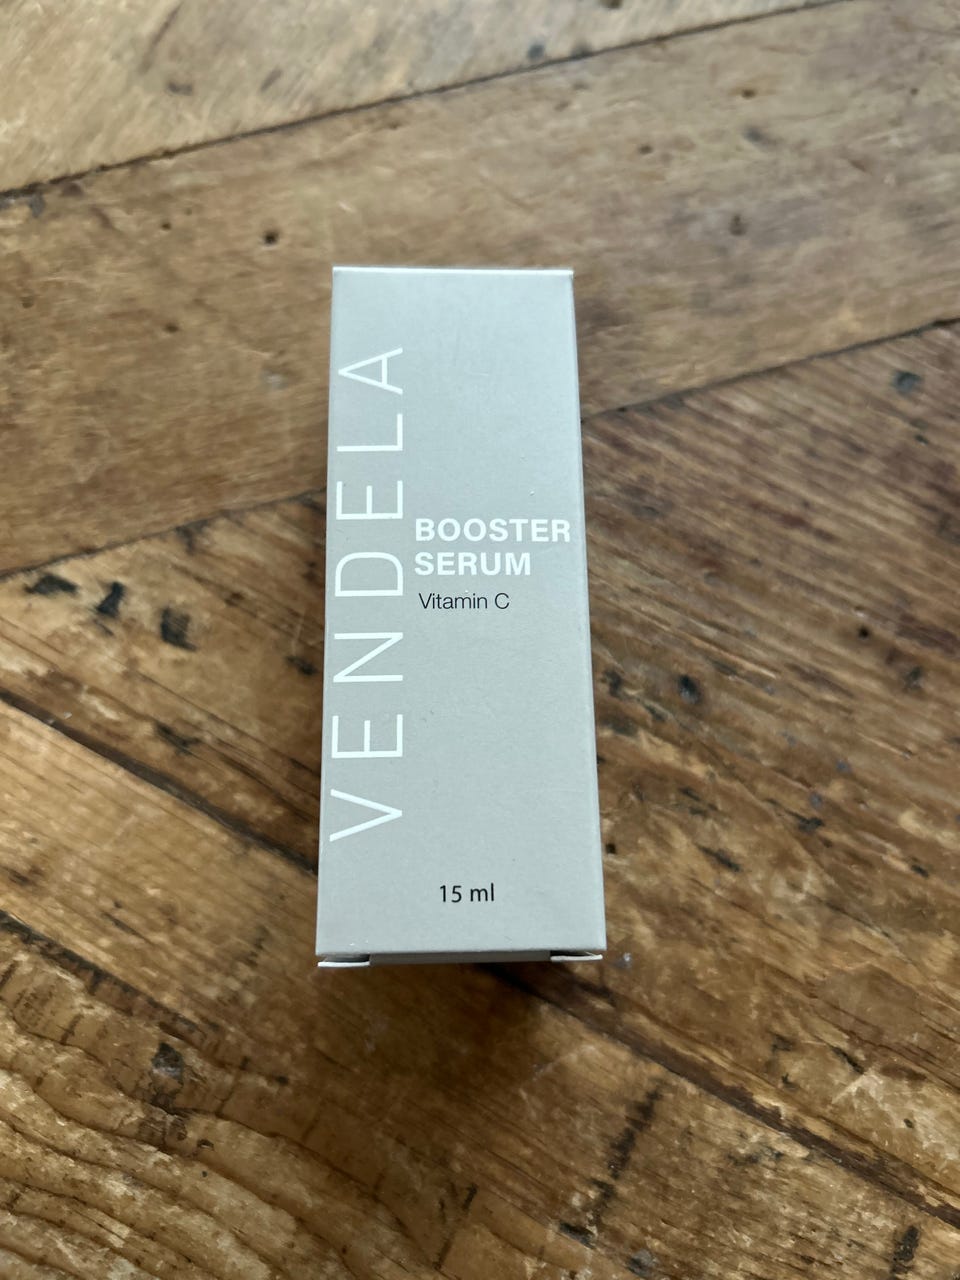 VENDELA
BOOSTER
SERUM
Vitamin C
15 ml